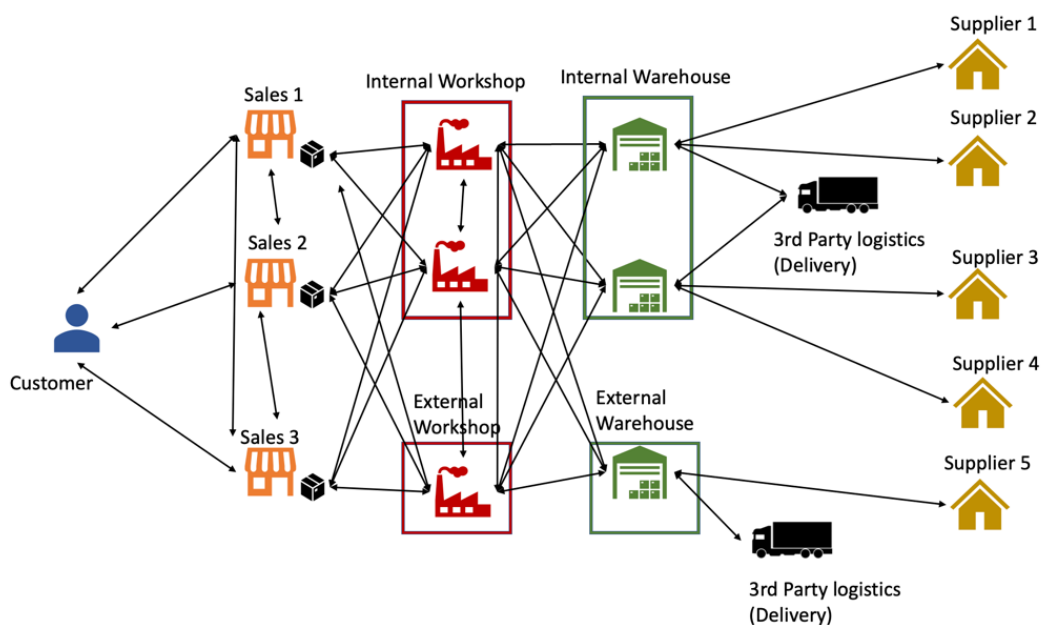 Supplier 1
Internal Workshop
Internal Warehouse
Sales 1
Supplier 2
Sales 2
3rd Party logistics
(Delivery)
Supplier 3
Customer
Supplier 4
External
Workshop
External
Warehouse
Sales 3
Supplier 5
3rd Party logistics
(Delivery)